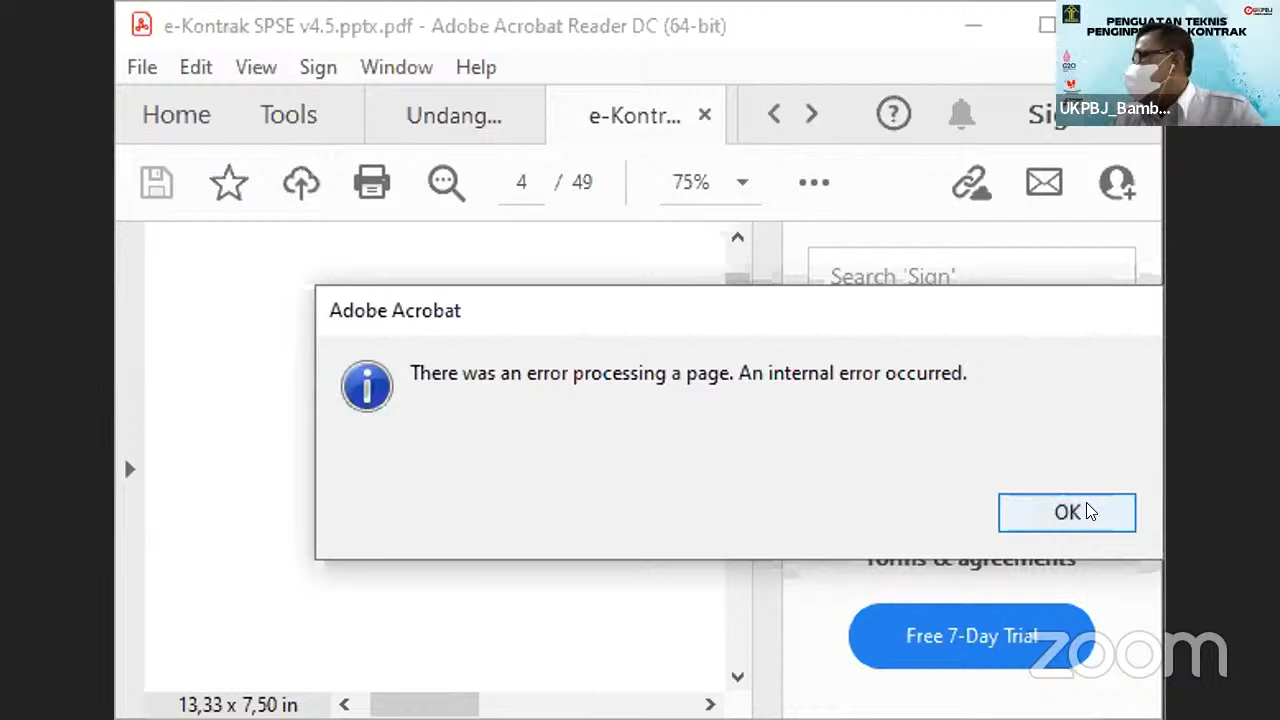 e-Kontrak SPSE v4.5.pptx.pdf - Adobe Acrobat Reader DC (64-bit)
PENGUATAN TEKNIS
KONTRAK
G20
UKPBJ_Bamb...
File Edit View Sign Window Help
Home Tools Undang... e-Kontr...
4 / 49 75%
Search 'Sign'
Adobe Acrobat
There was an error processing a page. An internal error occurred.
OK
Terms & agreements
Free 7-Day Trial
zoom
13,33 x 7,50 in